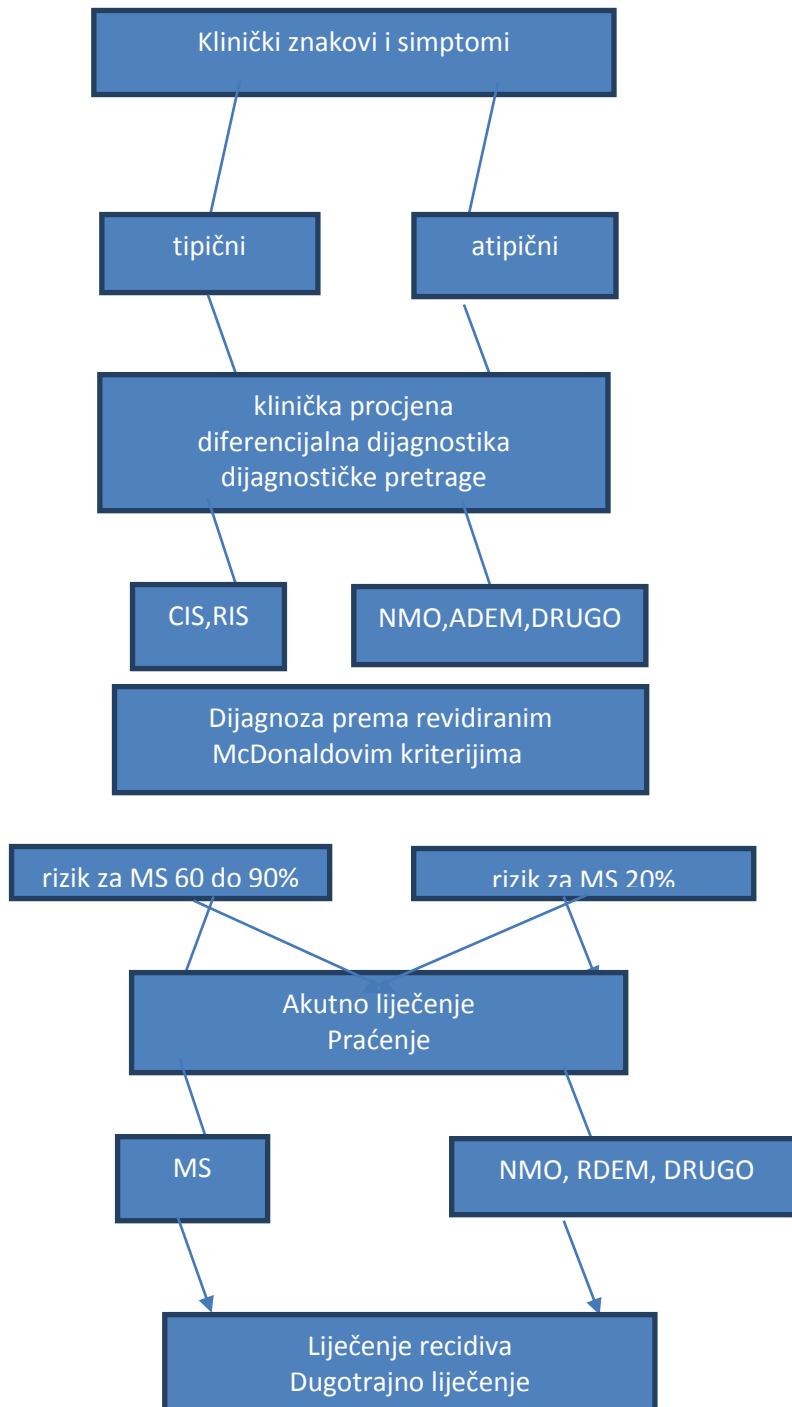 Klinički znakovi i simptomi
tipični
atipični
klinička procjena
diferencijalna dijagnostika
dijagnostičke pretrage
CIS,RIS
NMO,ADEM,DRUGO
Dijagnoza prema revidiranim
McDonaldovim kriterijima
rizik za MS 60 do 90%
rizik za MS 20%
Akutno liječenje
Praćenje
MS
NMO, RDEM, DRUGO
Liječenje recidiva
Dugotrajno liječenje